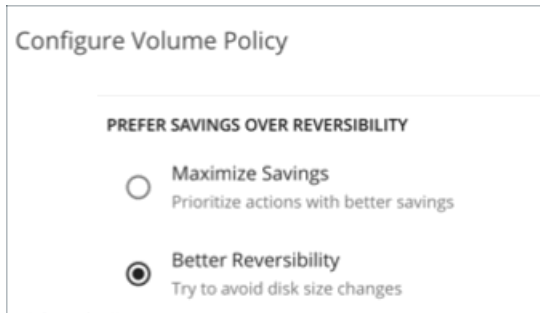 Configure Volume Policy
PREFER SAVINGS OVER REVERSIBILITY
Maximize Savings
Prioritize actions with better savings
Better Reversibility
Try to avoid disk size changes